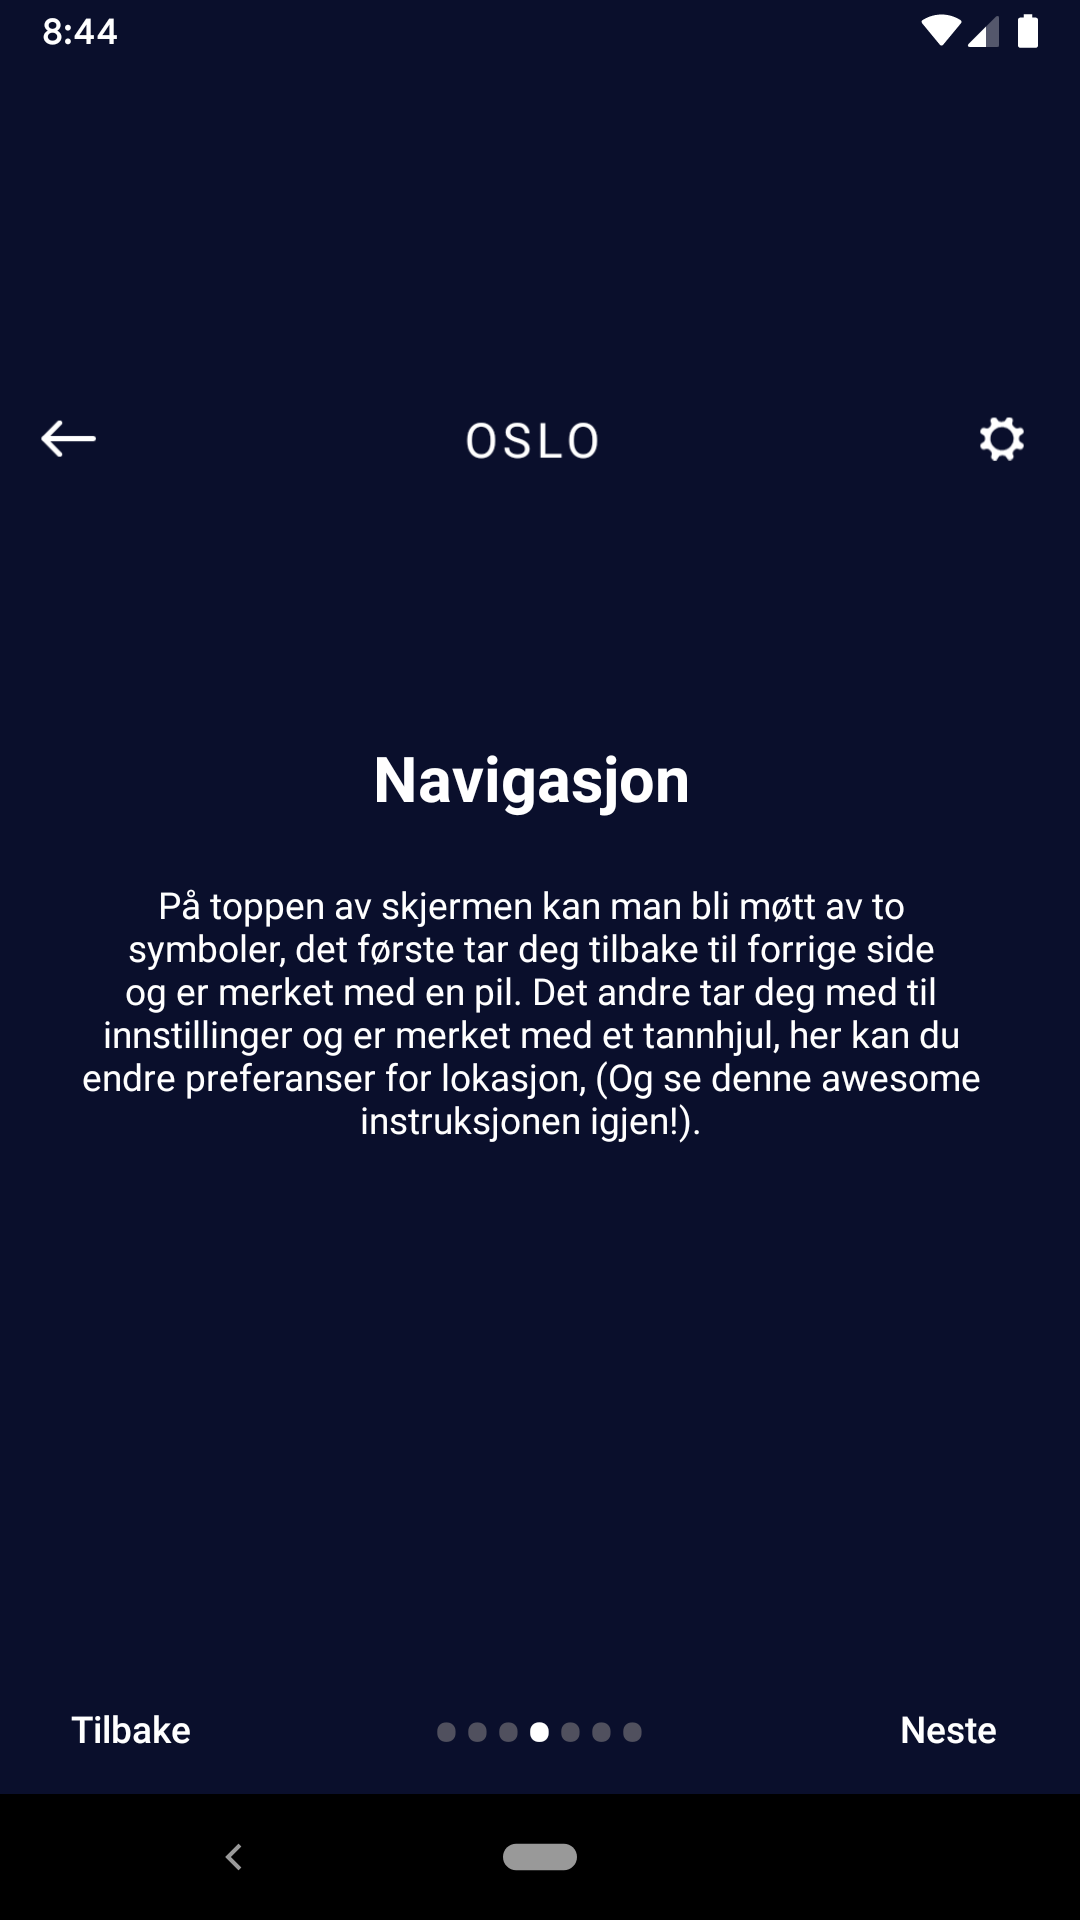 8:44
OSLO
Navigasjon
På toppen av skjermen kan man bli møtt av to
symboler, det første tar deg tilbake til forrige side
og er merket med en pil. Det andre tar deg med til
innstillinger og er merket med et tannhjul, her kan du
endre preferanser for lokasjon, (Og se denne awesome
instruksjonen igjen!).
Tilbake
Neste